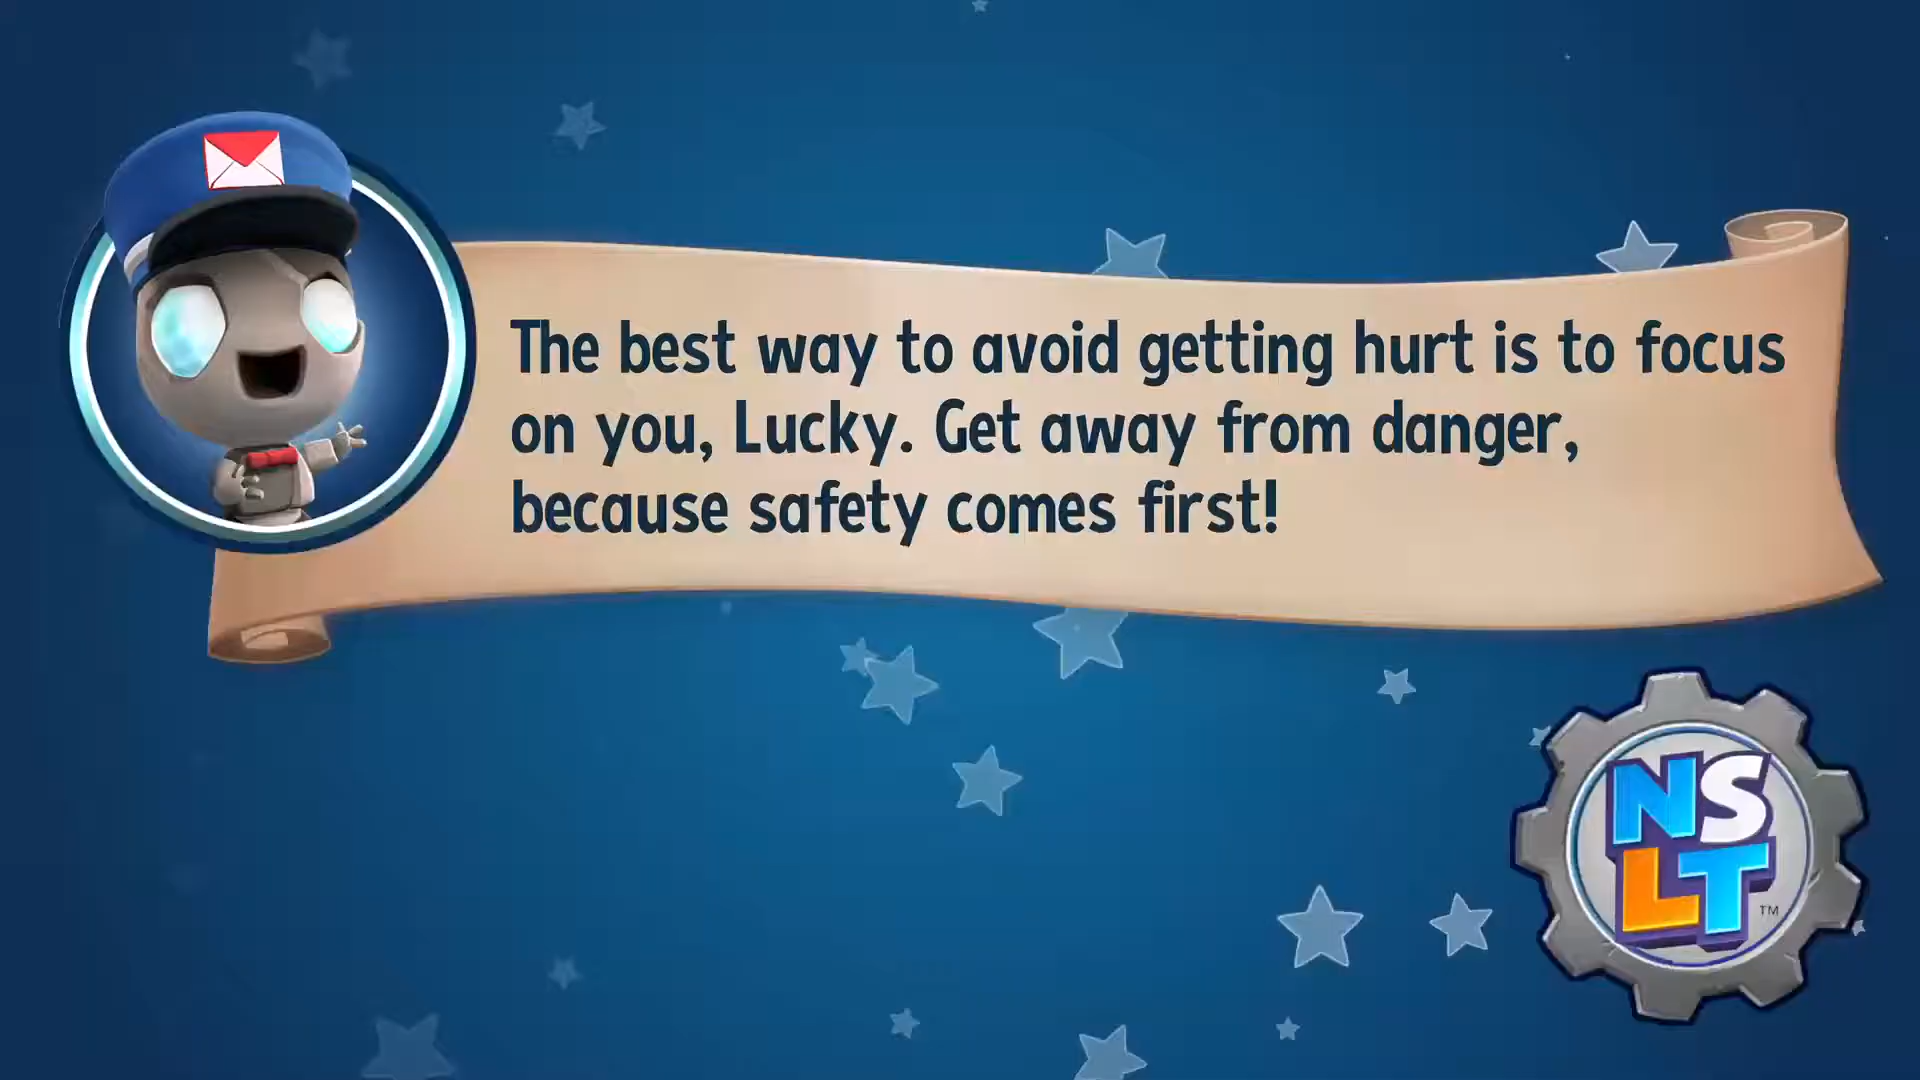 The best way to avoid getting hurt is to focus
on you, Lucky. Get away from danger,
because safety comes first!
NS
LT
TM